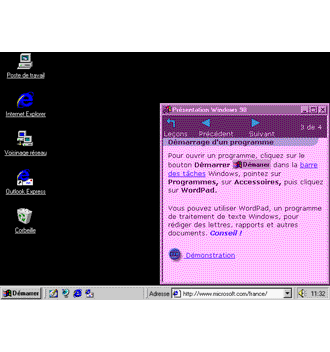 Poste de travail
Internet Explorer
Voisinage réseau
Outlook Express
Corbeille
Présentation Windows 98
Leçons Précédent Suivant 3 de 4
Démarrage d'un programme
Pour ouvrir un programme, cliquez sur le
bouton Démarrer Démarrer dans la barre
des tâches Windows, pointez sur
Programmes, sur Accessoires, puis cliquez
sur WordPad.
Vous pouvez utiliser WordPad, un programme
de traitement de texte Windows, pour
rédiger des lettres, rapports et autres
documents. Conseil !
Démonstration
Démarrer Adresse http://www.microsoft.com/france/ 11:32